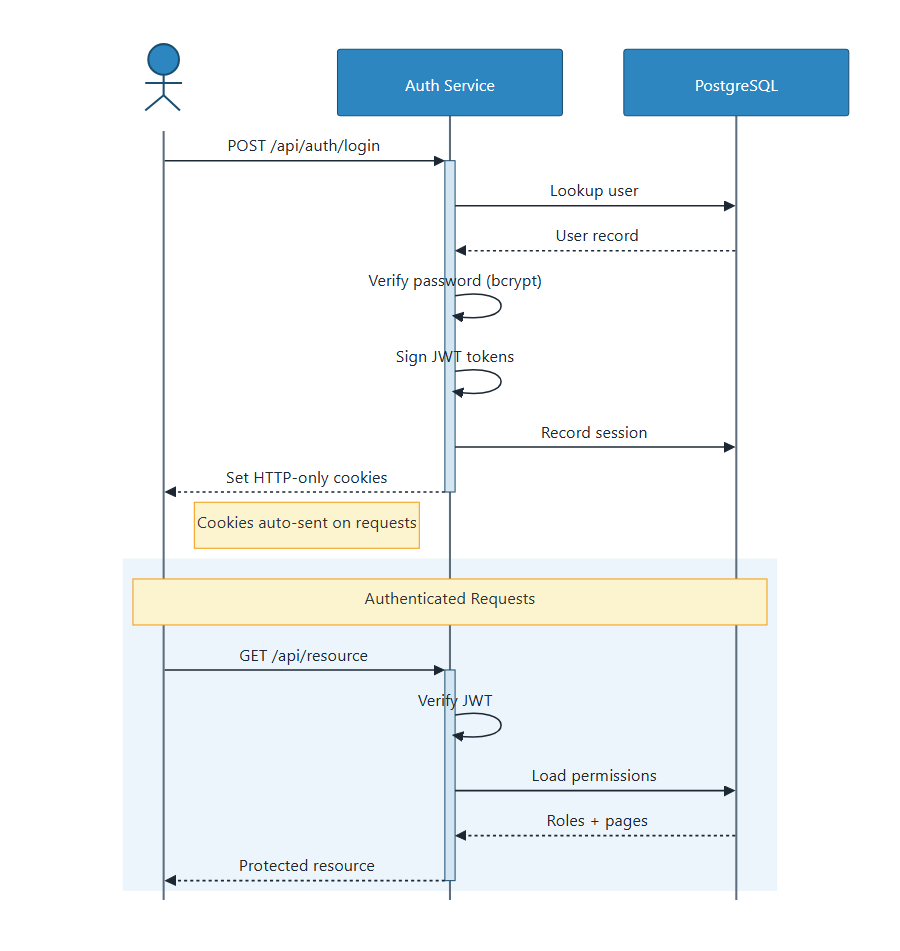 Auth Service
PostgreSQL
POST /api/auth/login
Lookup user
User record
Verify password (bcrypt)
Sign JWT tokens
Record session
Set HTTP-only cookies
Cookies auto-sent on requests
Authenticated Requests
GET /api/resource
Verify JWT
Load permissions
Roles + pages
Protected resource